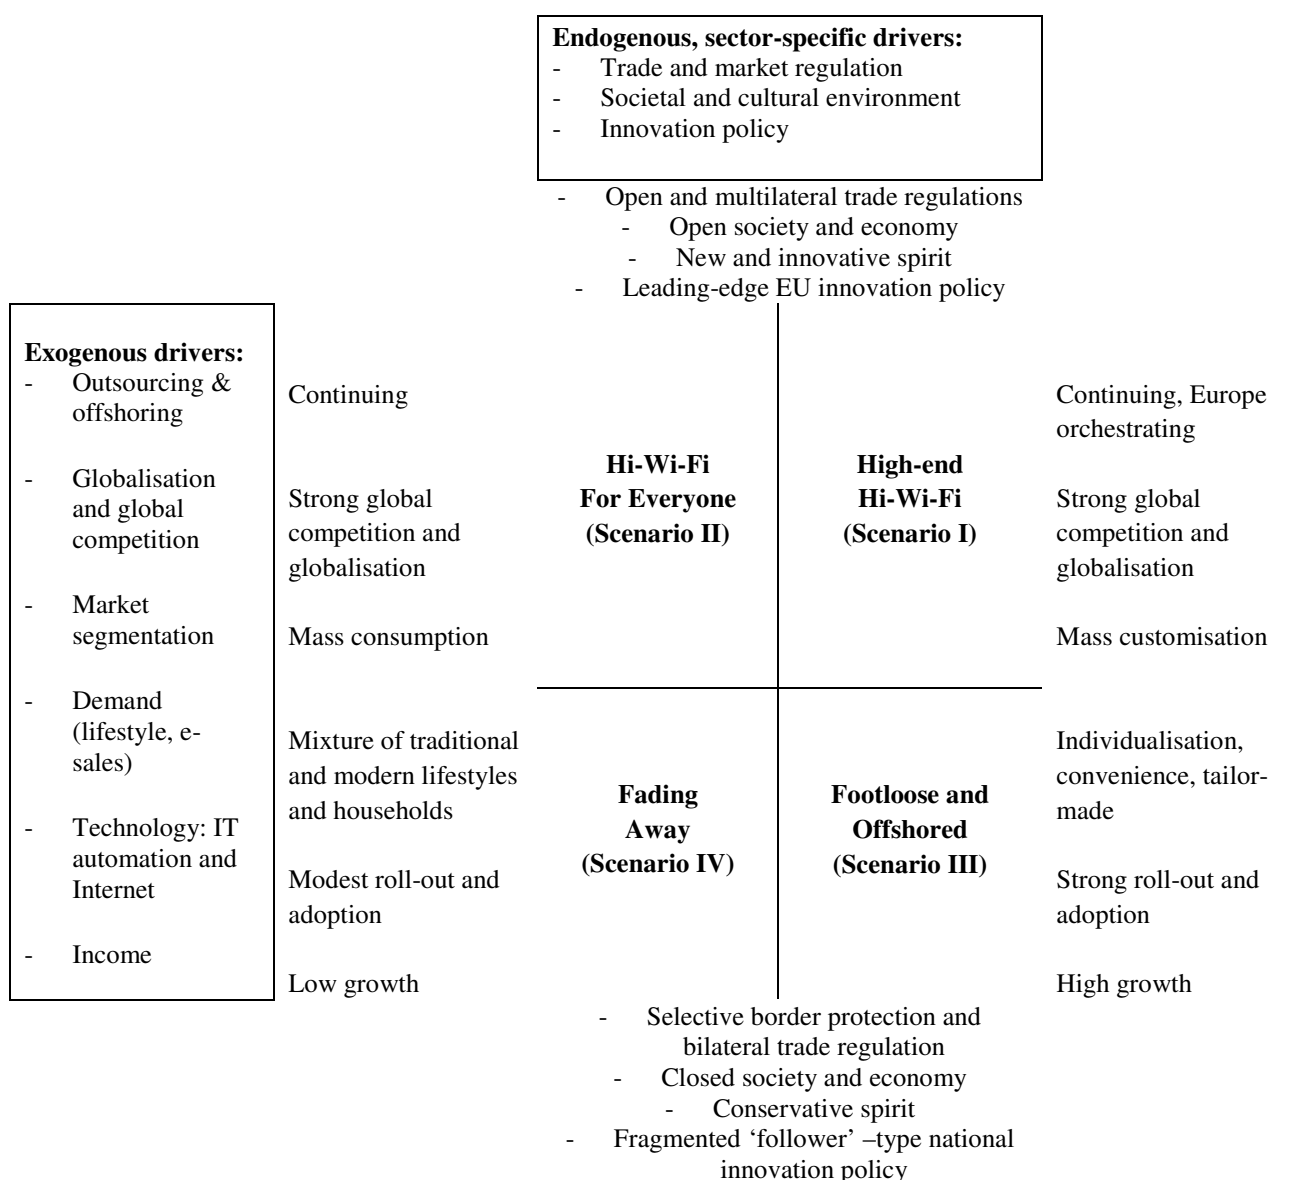 Endogenous, sector-specific drivers:
- Trade and market regulation
- Societal and cultural environment
- Innovation policy
- Open and multilateral trade regulations
- Open society and economy
- New and innovative spirit
- Leading-edge EU innovation policy
Exogenous drivers:
- Outsourcing &
offshoring
- Globalisation
and global
competition
- Market
segmentation
- Demand
(lifestyle, e-
sales)
- Technology: IT
automation and
Internet
- Income
Continuing
Strong global
competition and
globalisation
Mass consumption
Mixture of traditional
and modern lifestyles
and households
Modest roll-out and
adoption
Low growth
Hi-Wi-Fi
For Everyone
(Scenario II)
High-end
Hi-Wi-Fi
(Scenario I)
Fading
Away
(Scenario IV)
Footloose and
Offshored
(Scenario III)
Continuing, Europe
orchestrating
Strong global
competition and
globalisation
Mass customisation
Individualisation,
convenience, tailor-
made
Strong roll-out and
adoption
High growth
- Selective border protection and
bilateral trade regulation
- Closed society and economy
- Conservative spirit
- Fragmented ‘follower’ –type national
innovation policy